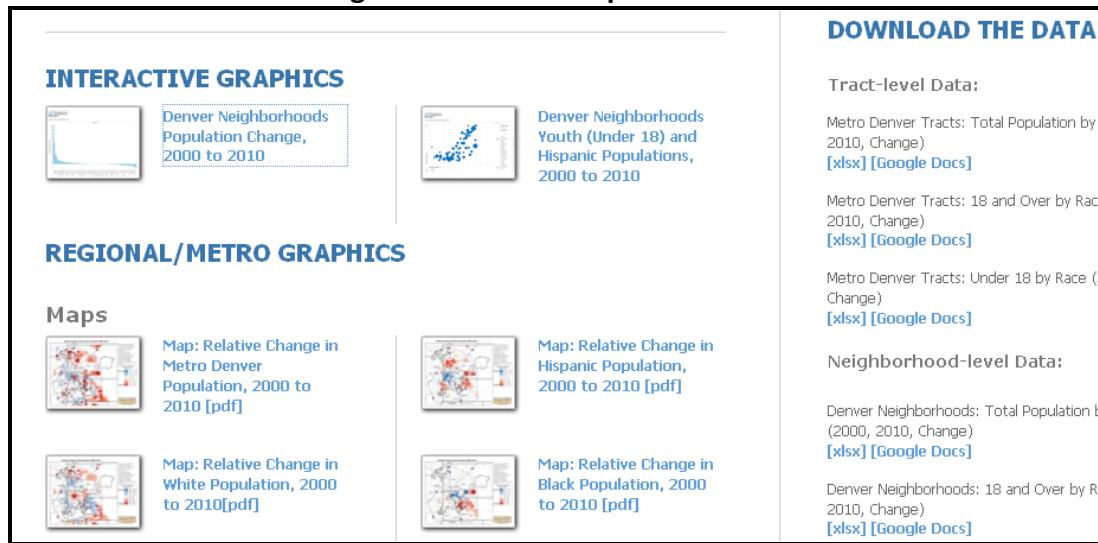 INTERACTIVE GRAPHICS
Denver Neighborhoods
Population Change,
2000 to 2010
Denver Neighborhoods
Youth (Under 18) and
Hispanic Populations,
2000 to 2010
REGIONAL/METRO GRAPHICS
Maps
Map: Relative Change in
Metro Denver
Population, 2000 to
2010 [pdf]
Map: Relative Change in
Hispanic Population,
2000 to 2010 [pdf]
Map: Relative Change in
White Population, 2000
to 2010[pdf]
Map: Relative Change in
Black Population, 2000
to 2010 [pdf]
DOWNLOAD THE DATA
Tract-level Data:
Metro Denver Tracts: Total Population by
2010, Change)
[xlsx] [Google Docs]
Metro Denver Tracts: 18 and Over by Rac
2010, Change)
[xlsx] [Google Docs]
Metro Denver Tracts: Under 18 by Race (
Change)
[xlsx] [Google Docs]
Neighborhood-level Data:
Denver Neighborhoods: Total Population b
(2000, 2010, Change)
[xlsx] [Google Docs]
Denver Neighborhoods: 18 and Over by R
2010, Change)
[xlsx] [Google Docs]